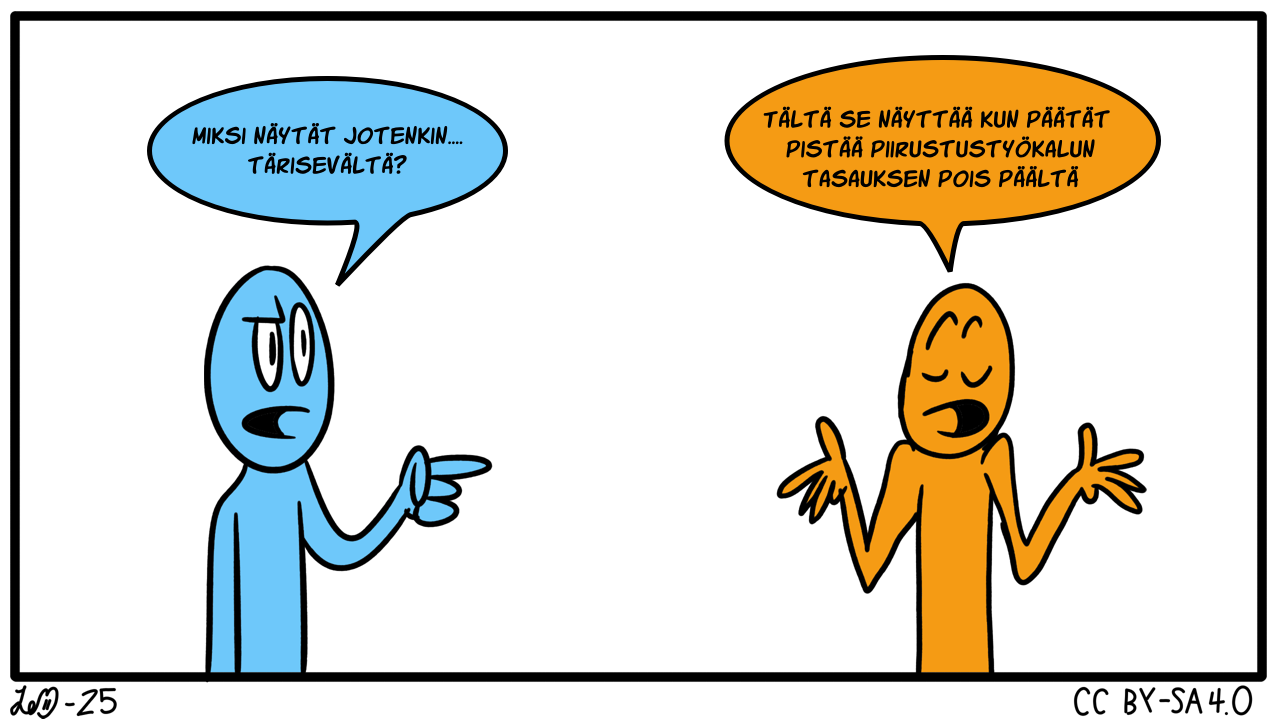 MIKSI NÄYTÄT JOTENKIN....
TÄRISEVÄLTÄ?
TÄLTÄ SE NÄYTTÄÄ KUN PÄÄTÄT
PISTÄÄ PIIRUSTUSTYÖKALUN
TASAUKSEN POIS PÄÄLTÄ
-25
CC BY-SA 4.0